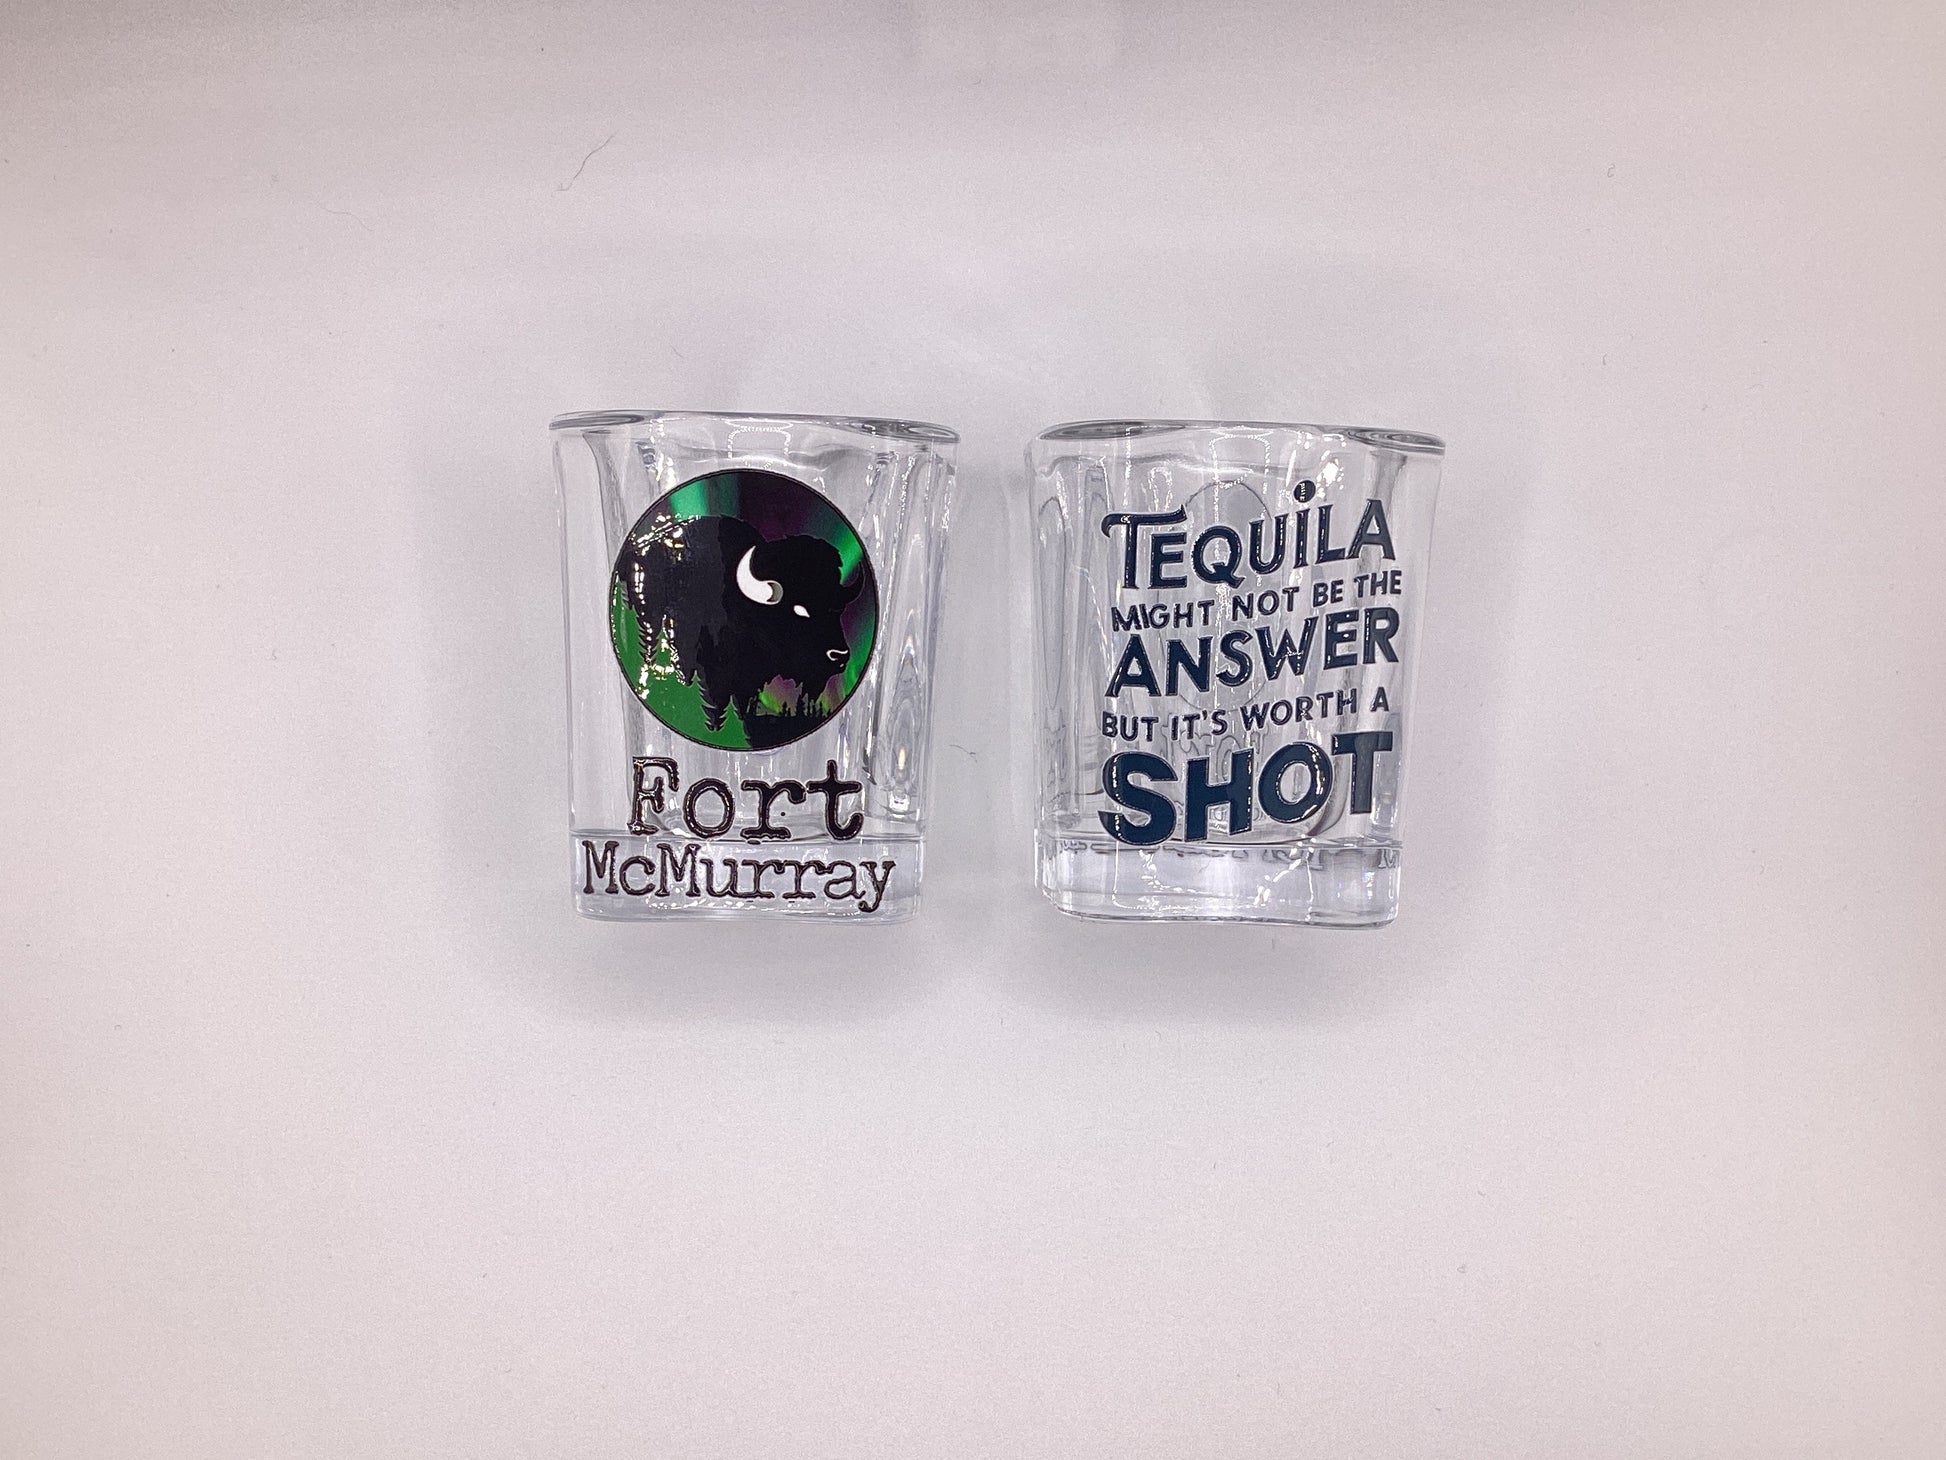 Fort
McMurray
TEQUiLA
MIGHT NOT BE THE
ANSWER
BUT IT'S WORTH A
SHOT